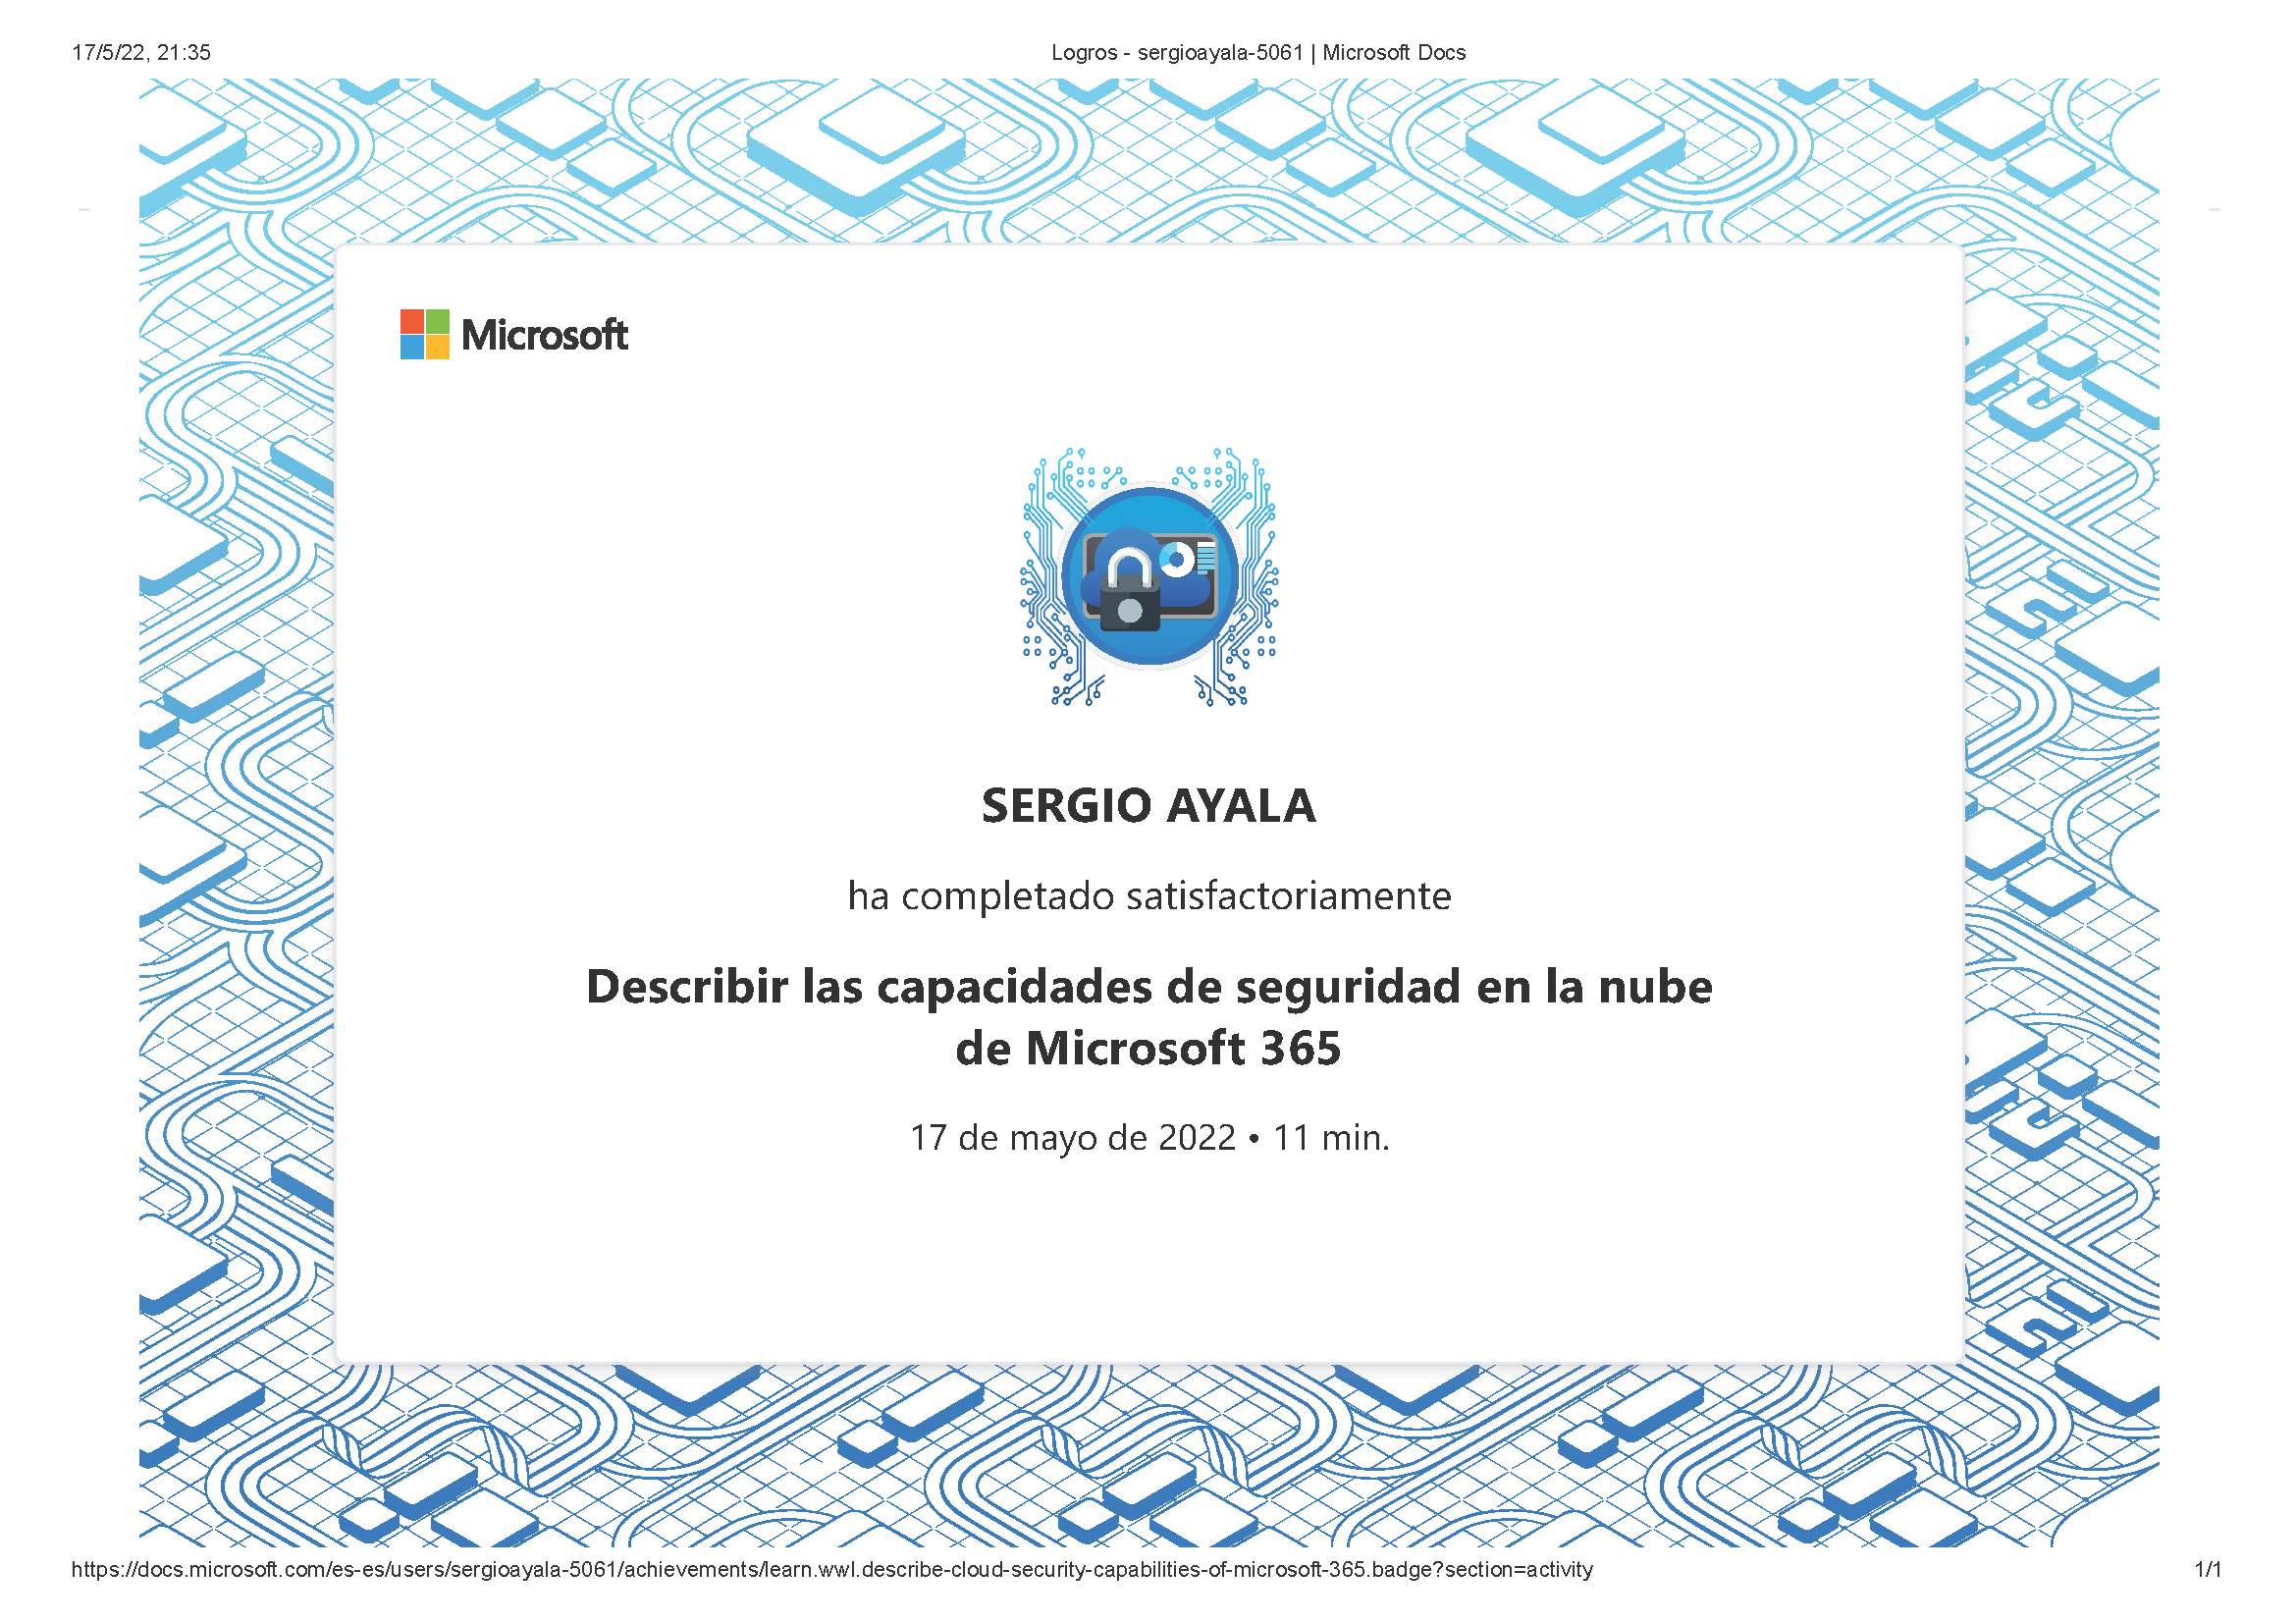 17/5/22, 21:35
Logros - sergioayala-5061 | Microsoft Docs
Microsoft
SERGIO AYALA
ha completado satisfactoriamente
Describir las capacidades de seguridad en la nube
de Microsoft 365
17 de mayo de 2022 • 11 min.
https://docs.microsoft.com/es-es/users/sergioayala-5061/achievements/learn.wwl.describe-cloud-security-capabilities-of-microsoft-365.badge?section=activity
1/1